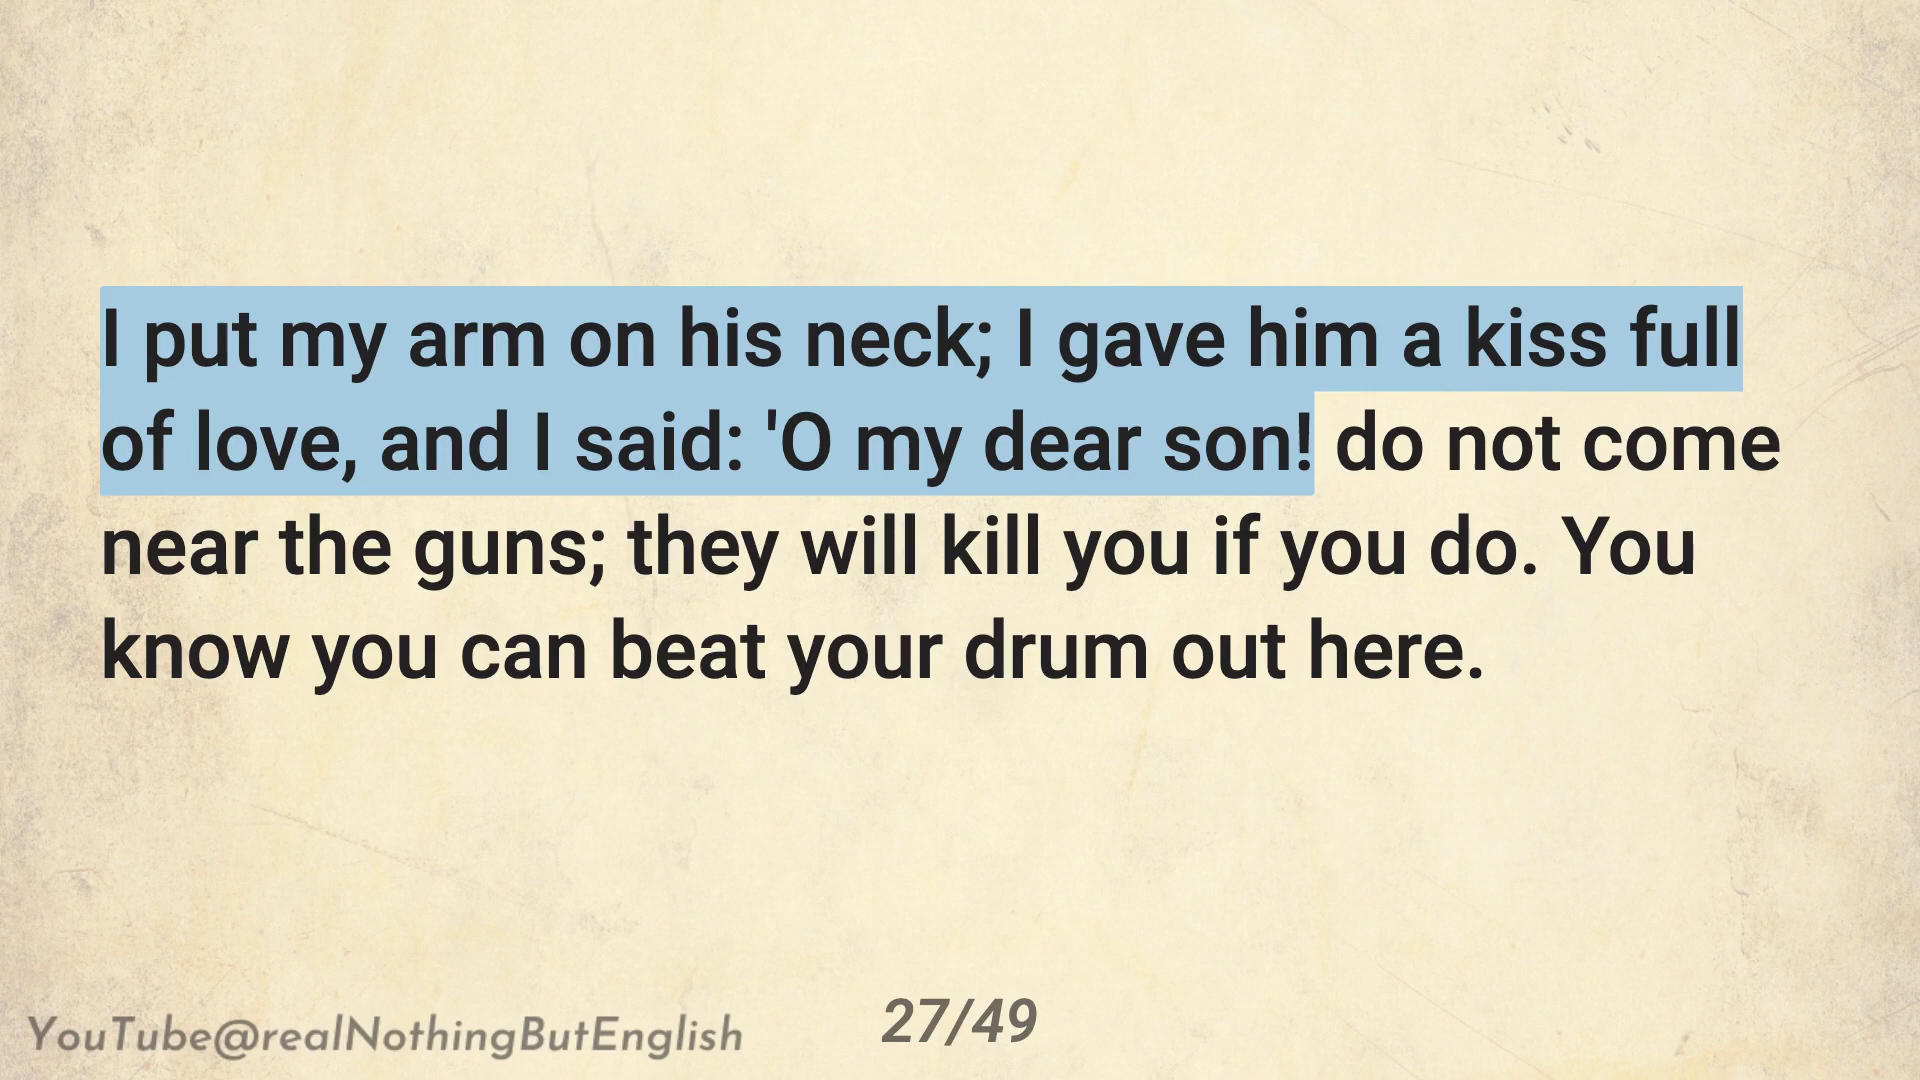 I put my arm on his neck; I gave him a kiss full
of love, and I said: 'O my dear son! do not come
near the guns; they will kill you if you do. You
know you can beat your drum out here.
YouTube@realNothingButEnglish
27/49